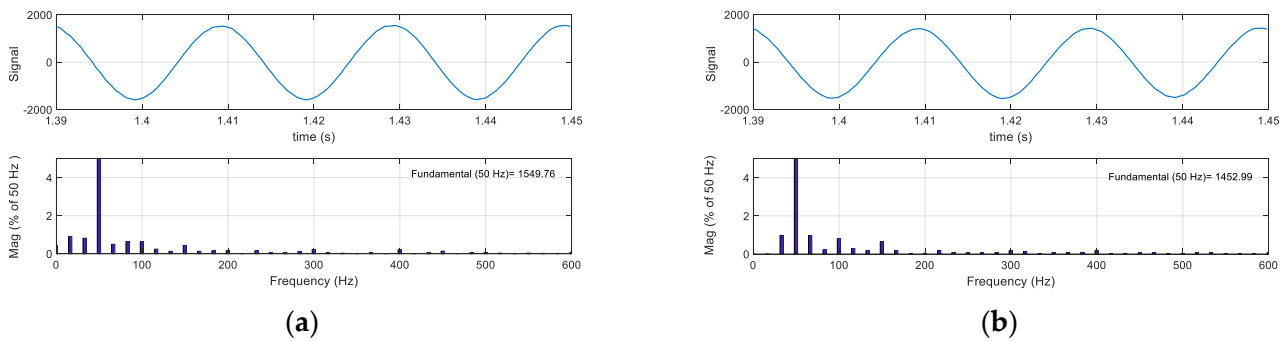 2000
0
-2000
Signal
1.39 1.4 1.41 1.42 1.43 1.44 1.45
time (s)
4
2
0
Mag (% of 50 Hz )
Fundamental (50 Hz)= 1549.76
0 100 200 300 400 500 600
Frequency (Hz)
(a)
2000
0
-2000
Signal
1.39 1.4 1.41 1.42 1.43 1.44 1.45
time (s)
4
2
0
Mag (% of 50 Hz)
Fundamental (50 Hz)= 1452.99
0 100 200 300 400 500 600
Frequency (Hz)
(b)